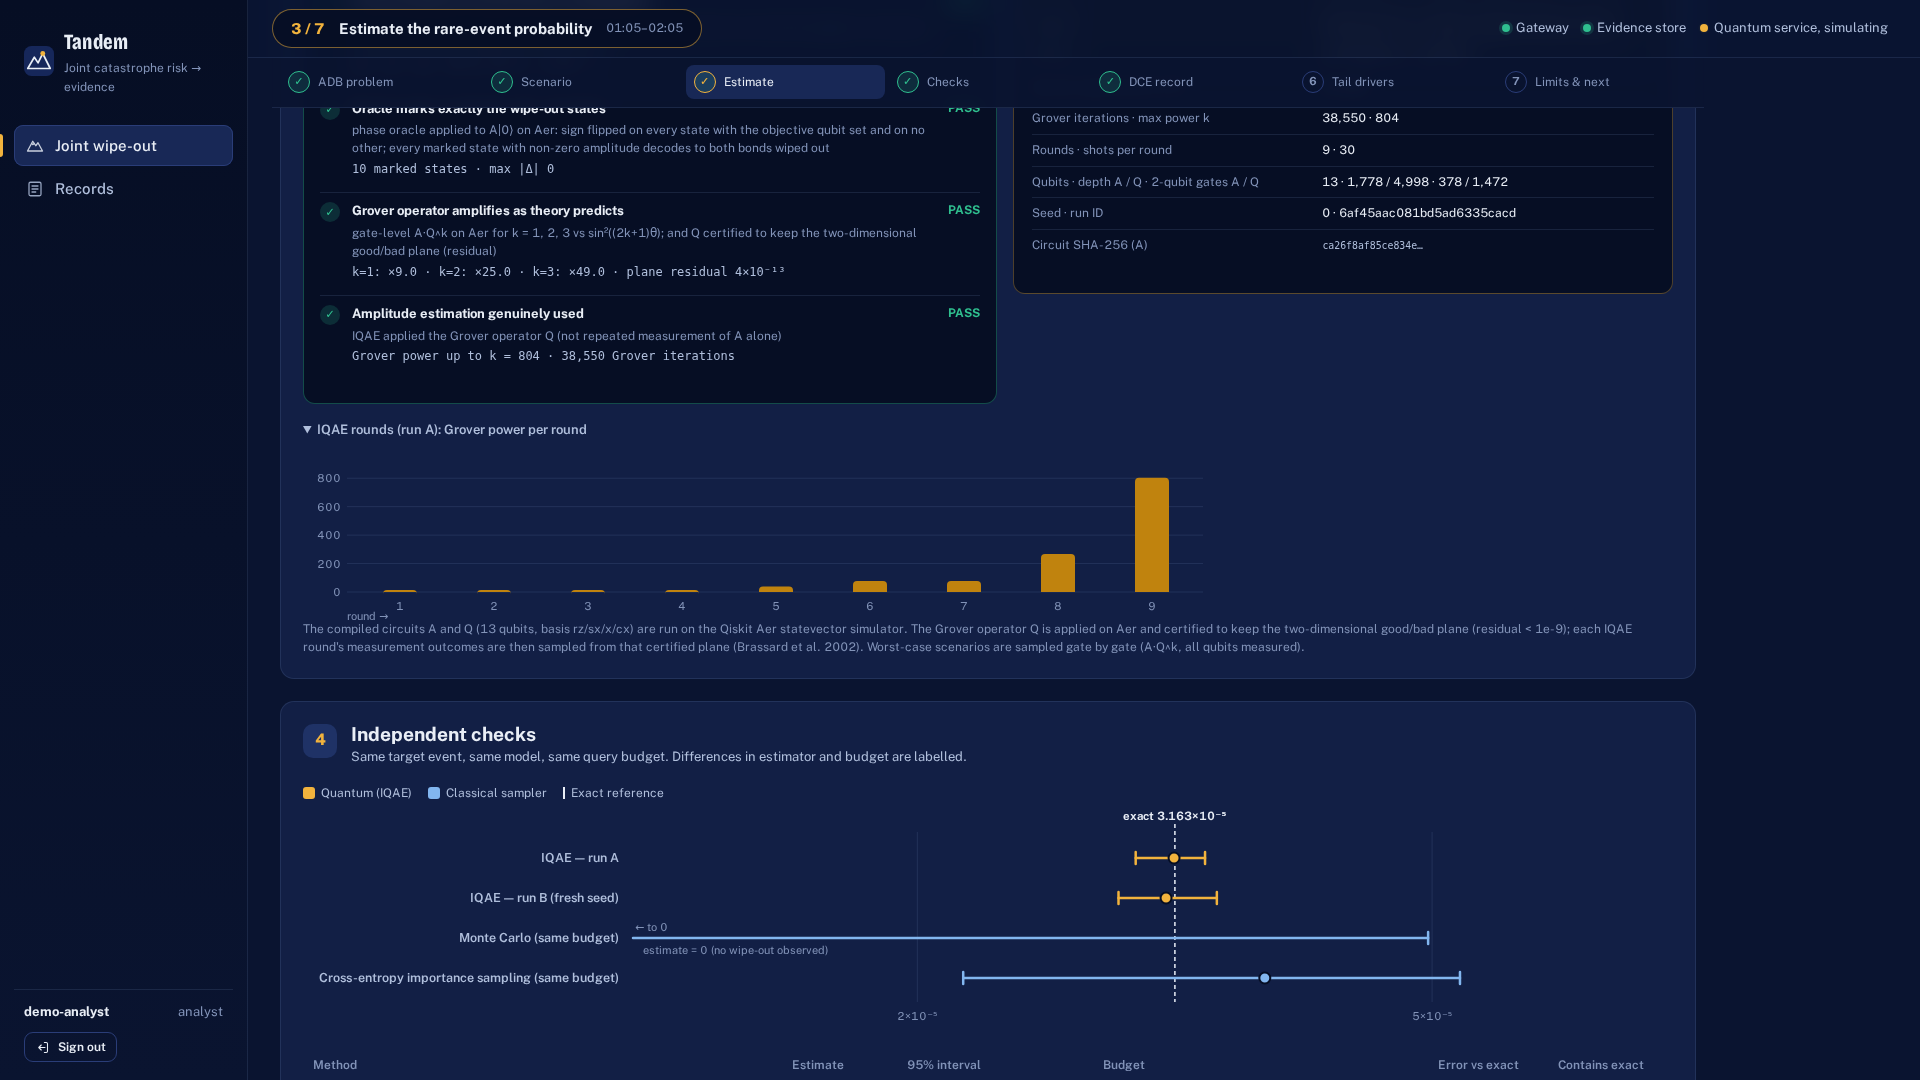 Tandem
Joint catastrophe risk →
evidence
Joint wipe-out
Records
demo-analyst
analyst
Sign out
3 / 7 Estimate the rare-event probability 01:05–02:05
Gateway
Evidence store
Quantum service, simulating
ADB problem
Scenario
Estimate
Checks
DCE record
6 Tail drivers
7 Limits & next
Oracle marks exactly the wipe-out states
PASS
phase oracle applied to A|0⟩ on Aer: sign flipped on every state with the objective qubit set and on no
other; every marked state with non-zero amplitude decodes to both bonds wiped out
10 marked states · max |Δ| 0
Grover operator amplifies as theory predicts
PASS
gate-level A·Q^k on Aer for k = 1, 2, 3 vs sin²((2k+1)θ); and Q certified to keep the two-dimensional
good/bad plane (residual)
k=1: ×9.0 · k=2: ×25.0 · k=3: ×49.0 · plane residual 4×10⁻¹³
Amplitude estimation genuinely used
PASS
IQAE applied the Grover operator Q (not repeated measurement of A alone)
Grover power up to k = 804 · 38,550 Grover iterations
Grover iterations · max power k 38,550 · 804
Rounds · shots per round 9 · 30
Qubits · depth A / Q · 2-qubit gates A / Q 13 · 1,778 / 4,998 · 378 / 1,472
Seed · run ID 0 · 6af45aac081bd5ad6335cacd
Circuit SHA-256 (A) ca26f8af85ce834e…
▼ IQAE rounds (run A): Grover power per round
800
600
400
200
0
1 2 3 4 5 6 7 8 9
round →
The compiled circuits A and Q (13 qubits, basis rz/sx/x/cx) are run on the Qiskit Aer statevector simulator. The Grover operator Q is applied on Aer and certified to keep the two-dimensional good/bad plane (residual < 1e-9); each IQAE
round's measurement outcomes are then sampled from that certified plane (Brassard et al. 2002). Worst-case scenarios are sampled gate by gate (A·Q^k, all qubits measured).
4
Independent checks
Same target event, same model, same query budget. Differences in estimator and budget are labelled.
Quantum (IQAE)
Classical sampler
Exact reference
exact 3.163×10⁻⁵
IQAE — run A
IQAE — run B (fresh seed)
Monte Carlo (same budget)
← to 0
estimate = 0 (no wipe-out observed)
Cross-entropy importance sampling (same budget)
2×10⁻⁵
5×10⁻⁵
Method Estimate 95% interval Budget Error vs exact Contains exact